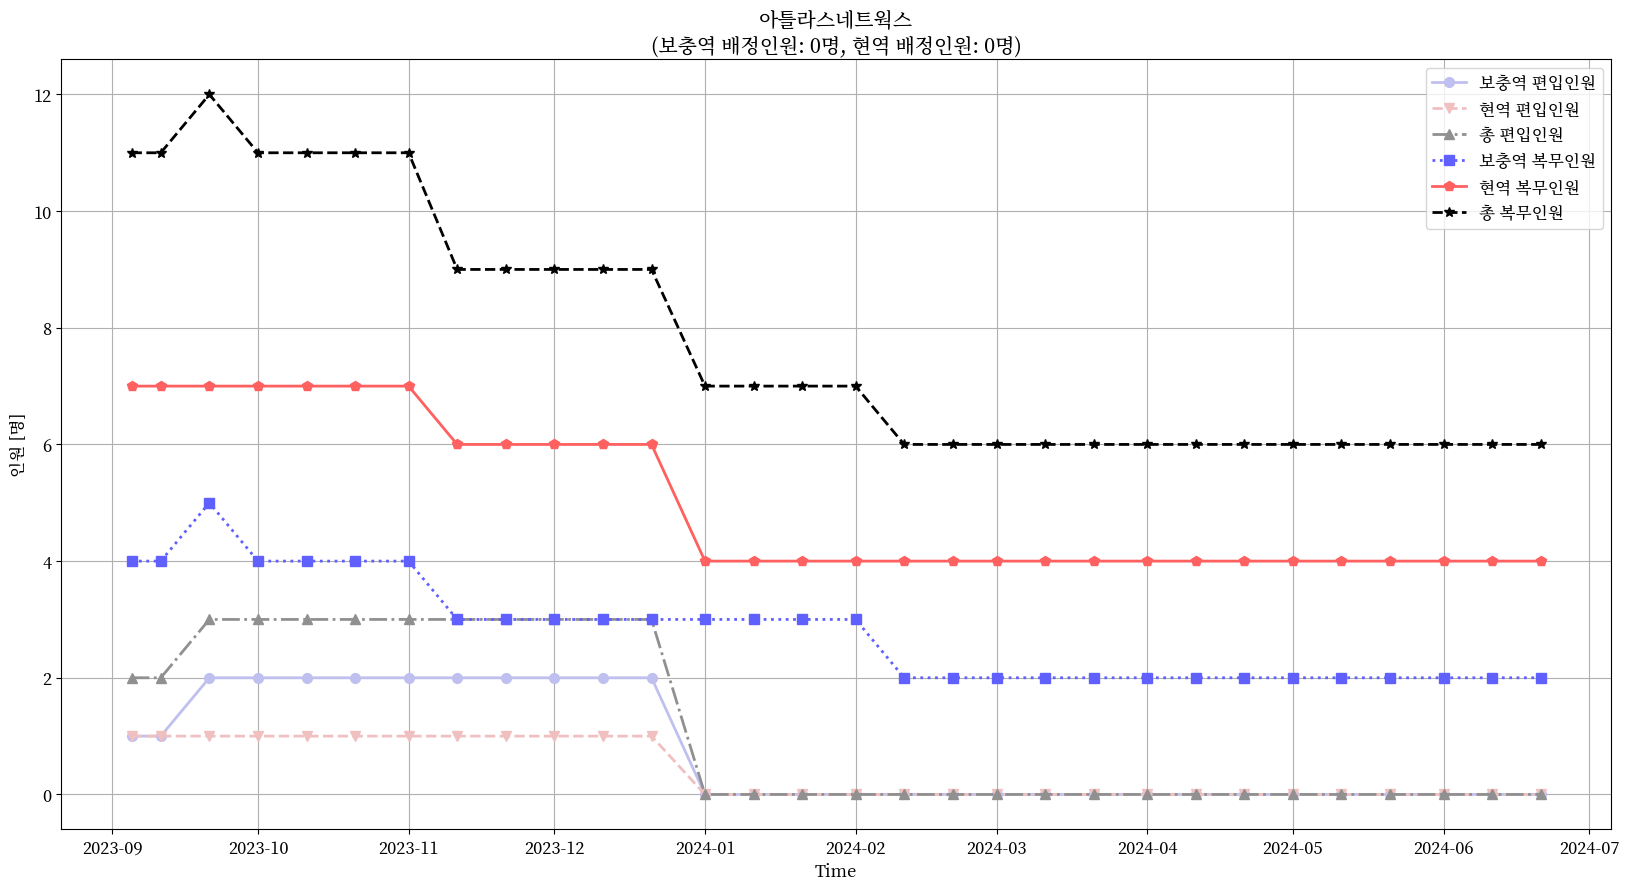 아틀라스네트웍스
(보충역 배정인원: 0명, 현역 배정인원: 0명)
보충역 편입인원
현역 편입인원
총 편입인원
보충역 복무인원
현역 복무인원
총 복무인원
12
10
8
6
4
2
0
인원 [명]
2023-09
2023-10
2023-11
2023-12
2024-01
2024-02
2024-03
2024-04
2024-05
2024-06
2024-07
Time